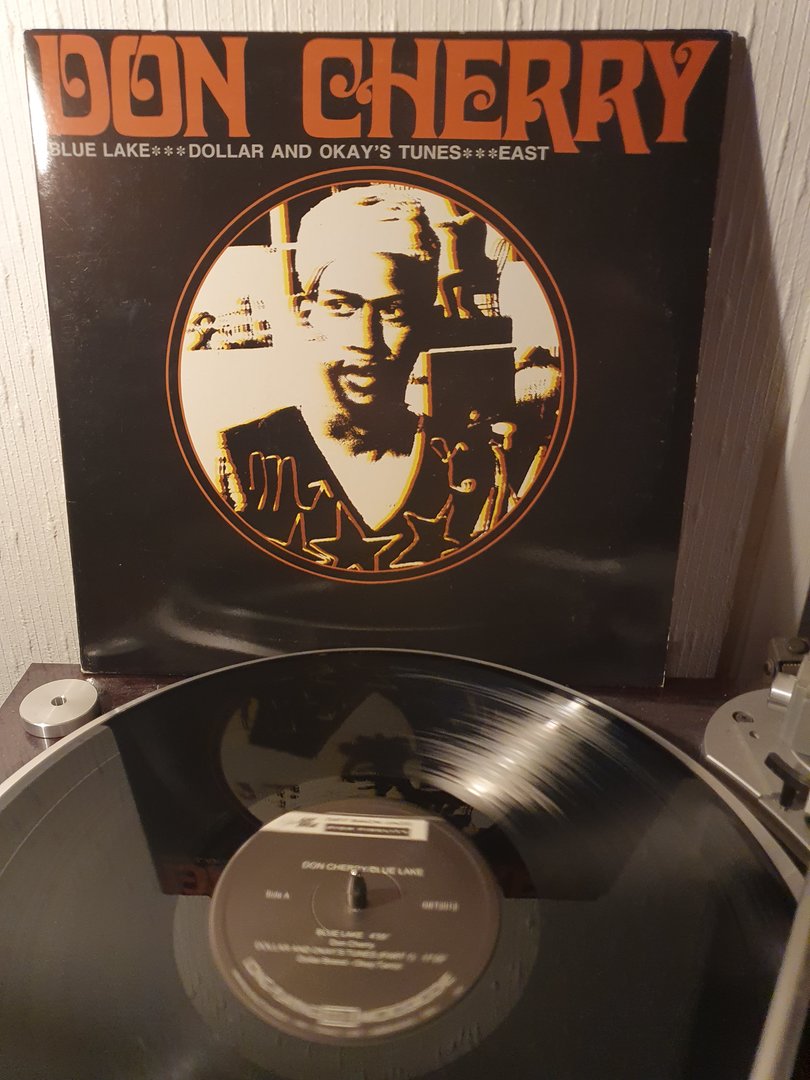 DON CHERRY
BLUE LAKE***DOLLAR AND OKAY'S TUNES***EAST
DON CHERRY/BLUE LAKE
Side A
BLUE LAKE
Don Cherry
DOLLAR AND OKAY'S TUNES (PART I)